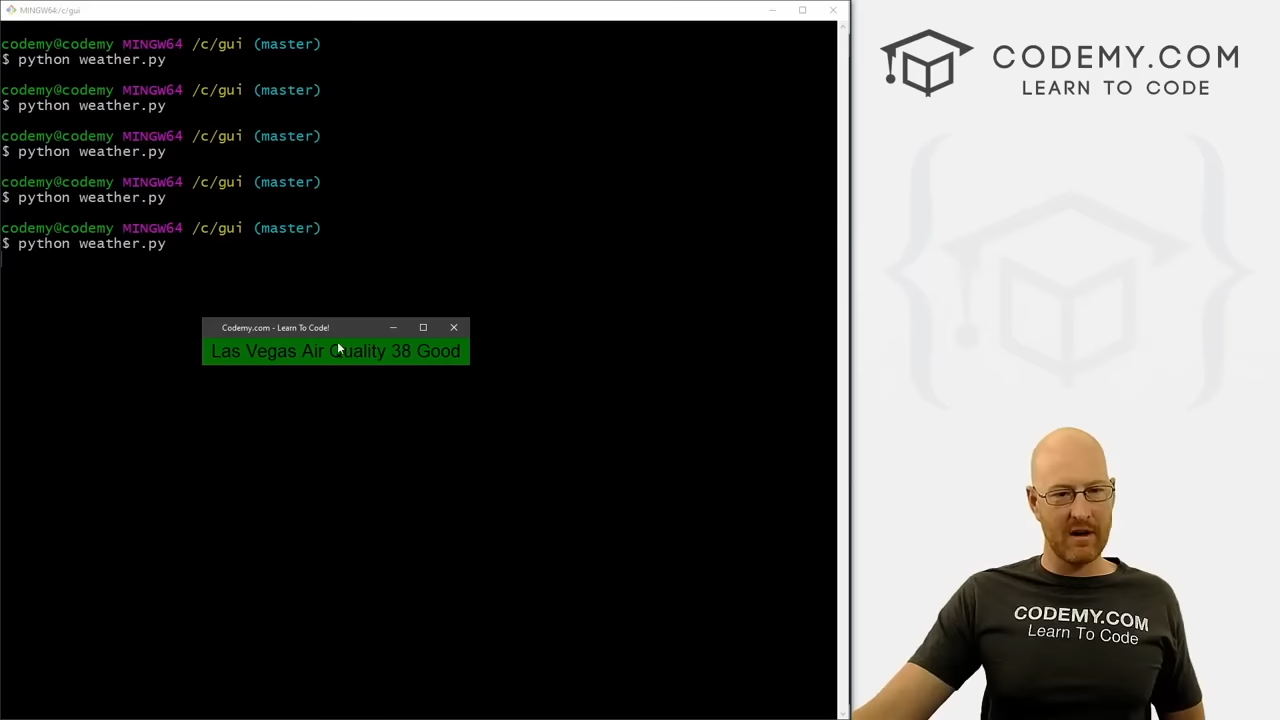 MINGW64:/c/gui
codemy@codemy MINGW64 /c/gui (master)
$ python weather.py
codemy@codemy MINGW64 /c/gui (master)
$ python weather.py
codemy@codemy MINGW64 /c/gui (master)
$ python weather.py
codemy@codemy MINGW64 /c/gui (master)
$ python weather.py
codemy@codemy MINGW64 /c/gui (master)
$ python weather.py
Codemy.com - Learn To Code!
Las Vegas Air Quality 38 Good
CODEMY.COM
LEARN TO CODE
CODEMY.COM
Learn To Code